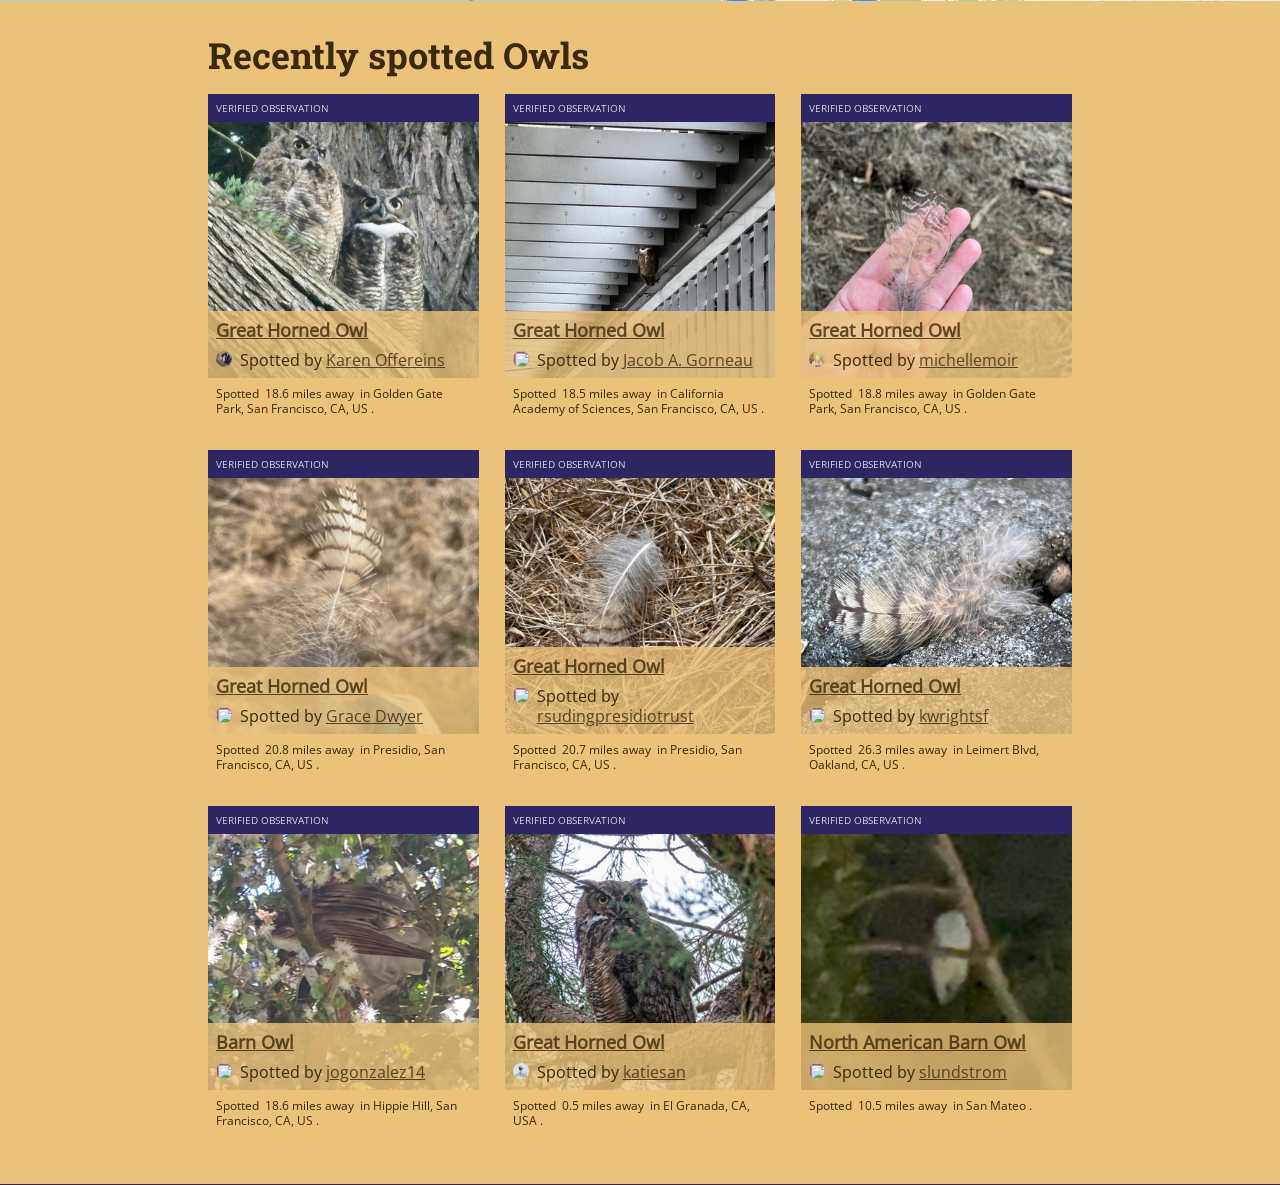 Recently spotted Owls
VERIFIED OBSERVATION
Great Horned Owl
Spotted by Karen Offereins
Spotted 18.6 miles away in Golden Gate
Park, San Francisco, CA, US .
VERIFIED OBSERVATION
Great Horned Owl
Spotted by Jacob A. Gorneau
Spotted 18.5 miles away in California
Academy of Sciences, San Francisco, CA, US .
VERIFIED OBSERVATION
Great Horned Owl
Spotted by michellemoir
Spotted 18.8 miles away in Golden Gate
Park, San Francisco, CA, US .
VERIFIED OBSERVATION
Great Horned Owl
Spotted by Grace Dwyer
Spotted 20.8 miles away in Presidio, San
Francisco, CA, US .
VERIFIED OBSERVATION
Great Horned Owl
Spotted by
rsudingpresidiotrust
Spotted 20.7 miles away in Presidio, San
Francisco, CA, US .
VERIFIED OBSERVATION
Great Horned Owl
Spotted by kwrightsf
Spotted 26.3 miles away in Leimert Blvd,
Oakland, CA, US .
VERIFIED OBSERVATION
Barn Owl
Spotted by jogonzalez14
Spotted 18.6 miles away in Hippie Hill, San
Francisco, CA, US .
VERIFIED OBSERVATION
Great Horned Owl
Spotted by katiesan
Spotted 0.5 miles away in El Granada, CA,
USA .
VERIFIED OBSERVATION
North American Barn Owl
Spotted by slundstrom
Spotted 10.5 miles away in San Mateo .